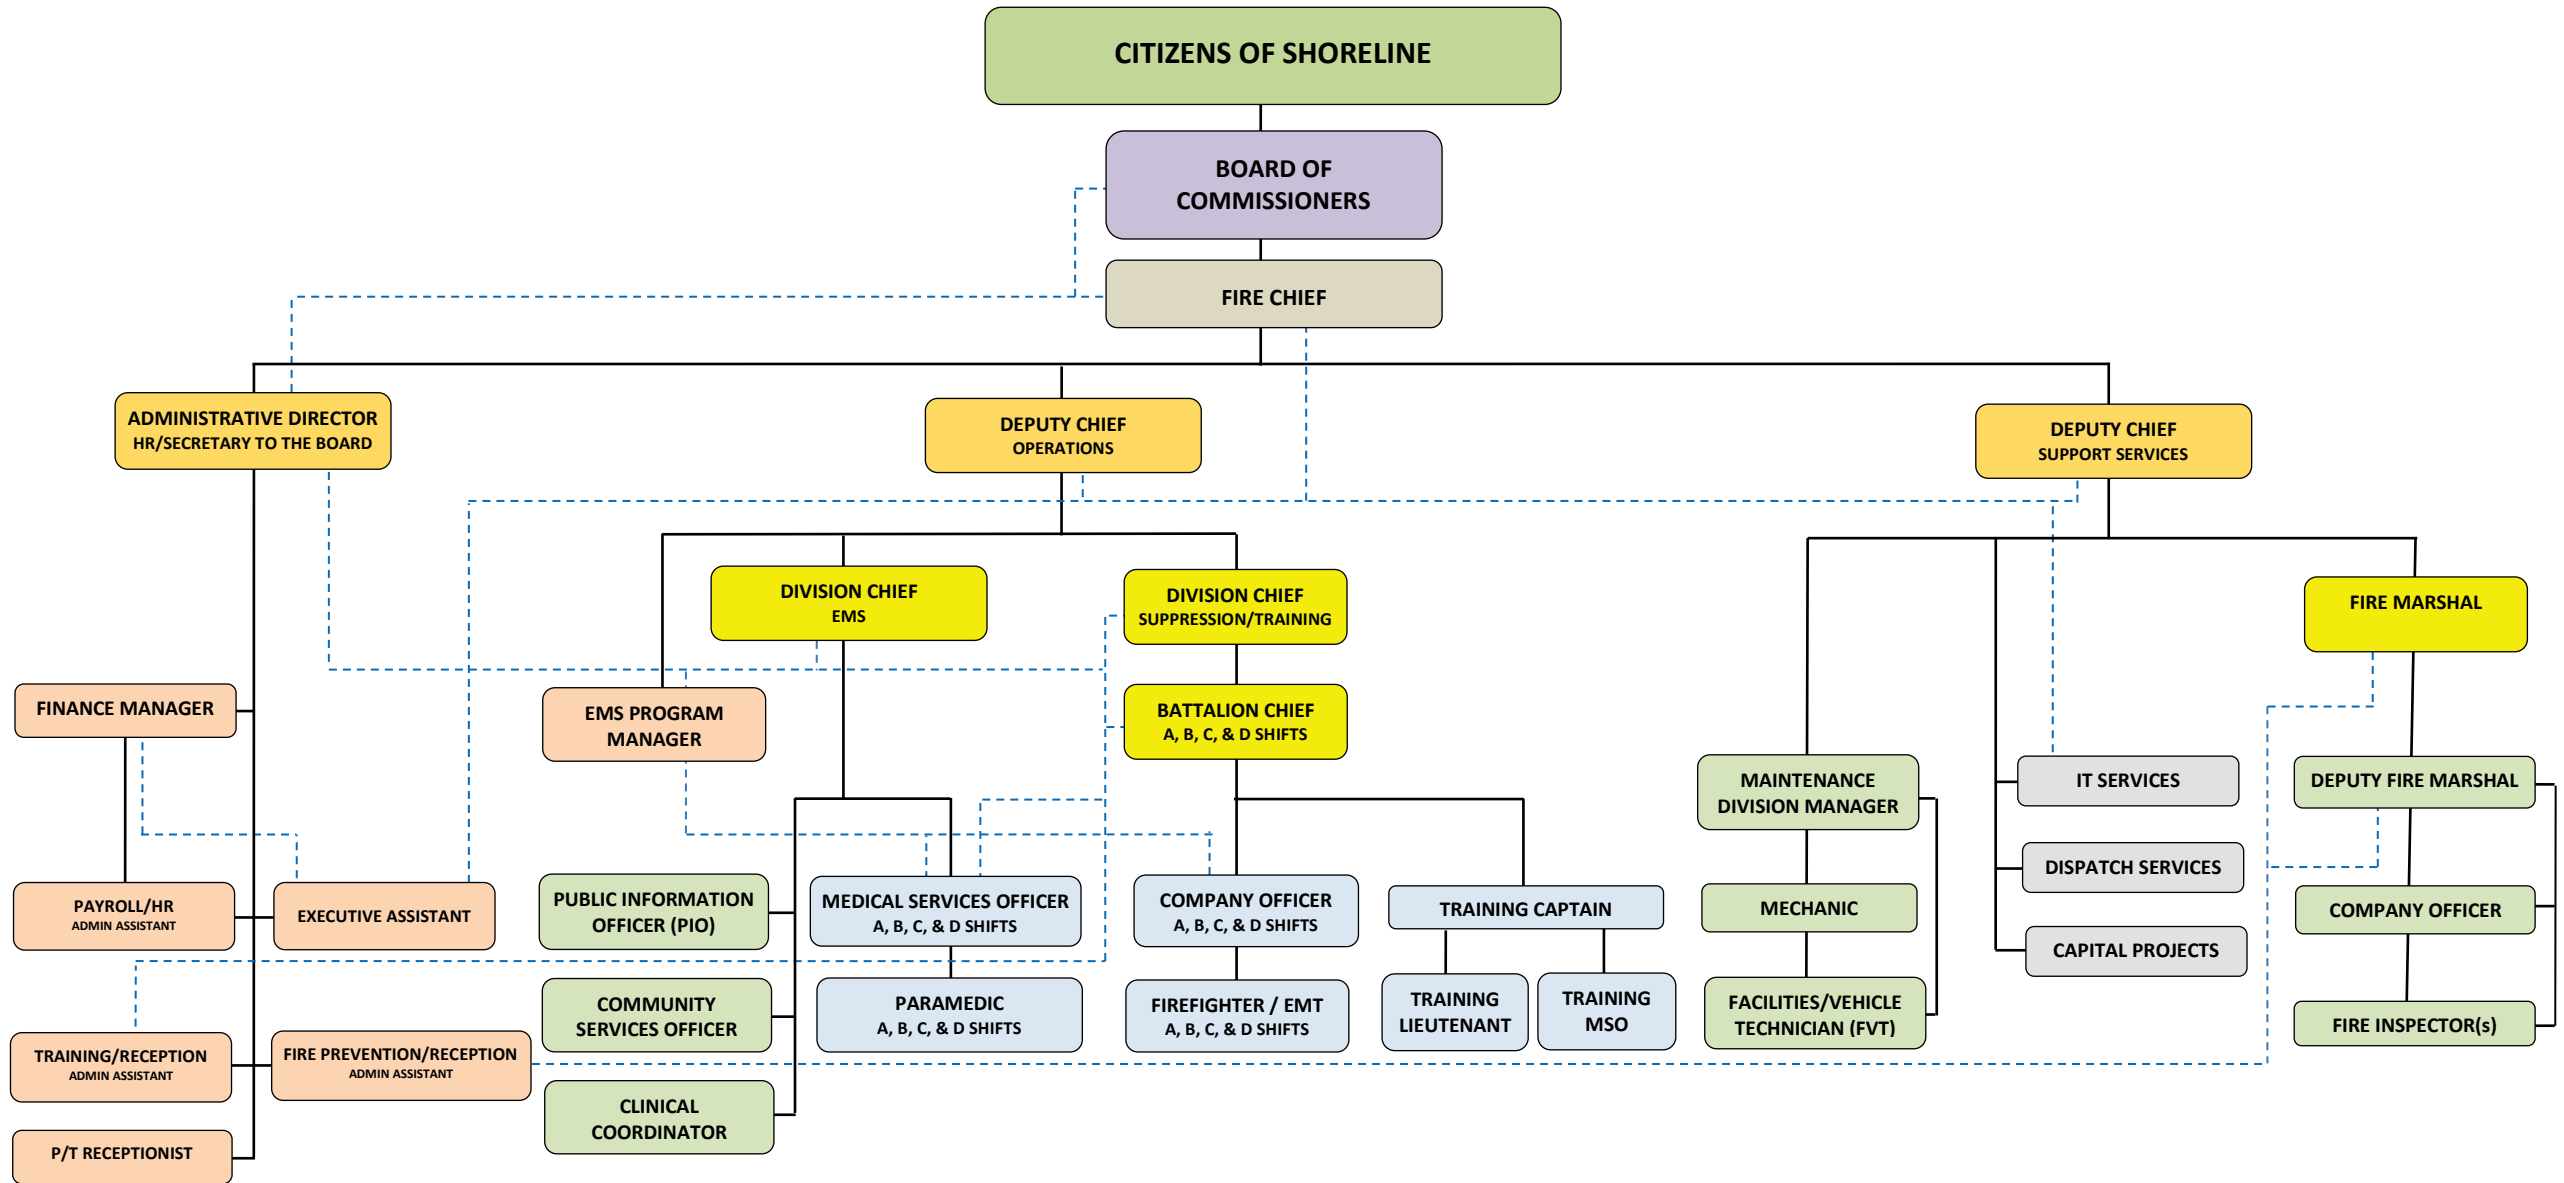 CITIZENS OF SHORELINE
BOARD OF
COMMISSIONERS
FIRE CHIEF
ADMINISTRATIVE DIRECTOR
HR/SECRETARY TO THE BOARD
DEPUTY CHIEF
OPERATIONS
DEPUTY CHIEF
SUPPORT SERVICES
DIVISION CHIEF
EMS
DIVISION CHIEF
SUPPRESSION/TRAINING
FIRE MARSHAL
FINANCE MANAGER
EMS PROGRAM
MANAGER
BATTALION CHIEF
A, B, C, & D SHIFTS
MAINTENANCE
DIVISION MANAGER
IT SERVICES
DEPUTY FIRE MARSHAL
DISPATCH SERVICES
PAYROLL/HR
ADMIN ASSISTANT
EXECUTIVE ASSISTANT
PUBLIC INFORMATION
OFFICER (PIO)
MEDICAL SERVICES OFFICER
A, B, C, & D SHIFTS
COMPANY OFFICER
A, B, C, & D SHIFTS
TRAINING CAPTAIN
MECHANIC
COMPANY OFFICER
CAPITAL PROJECTS
COMMUNITY
SERVICES OFFICER
PARAMEDIC
A, B, C, & D SHIFTS
FIREFIGHTER / EMT
A, B, C, & D SHIFTS
TRAINING
LIEUTENANT
TRAINING
MSO
FACILITIES/VEHICLE
TECHNICIAN (FVT)
FIRE INSPECTOR(s)
TRAINING/RECEPTION
ADMIN ASSISTANT
FIRE PREVENTION/RECEPTION
ADMIN ASSISTANT
CLINICAL
COORDINATOR
P/T RECEPTIONIST